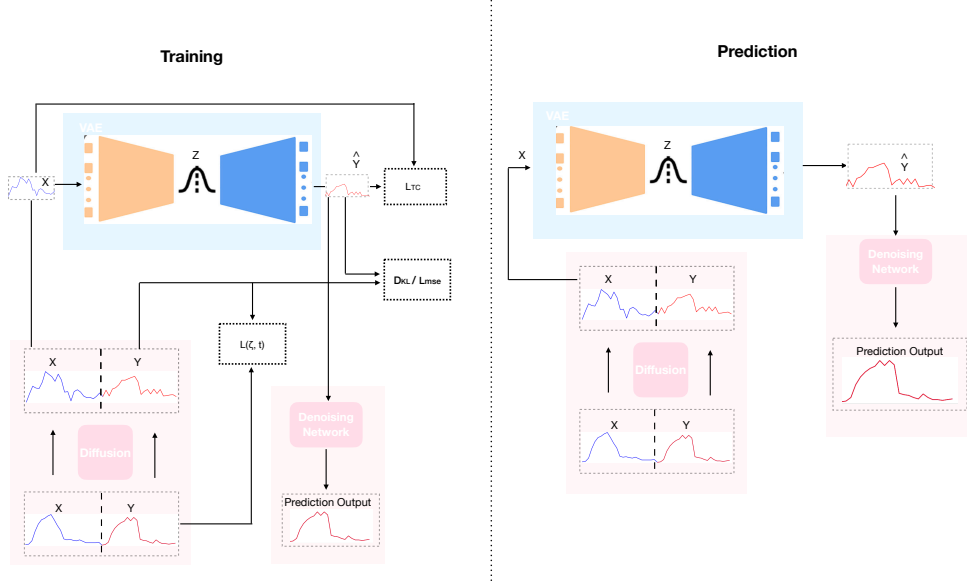 Training
VAE
Z
X
^
Y
LTC
DKL / Lmse
L(ζ, t)
X
Y
Diffusion
X
Y
Denoising
Network
Prediction Output
Prediction
VAE
X
Z
^
Y
X
Y
Diffusion
X
Y
Denoising
Network
Prediction Output